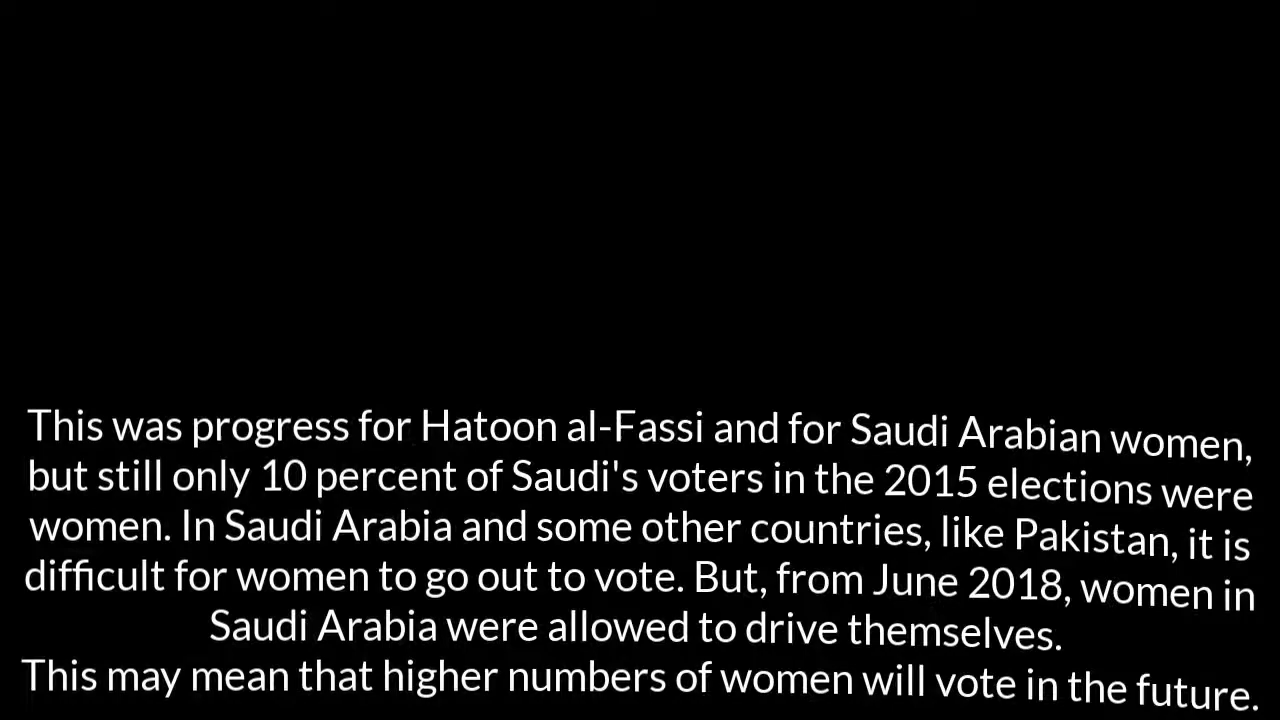 This was progress for Hatoon al-Fassi and for Saudi Arabian women,
but still only 10 percent of Saudi's voters in the 2015 elections were
women. In Saudi Arabia and some other countries, like Pakistan, it is
difficult for women to go out to vote. But, from June 2018, women in
Saudi Arabia were allowed to drive themselves.
This may mean that higher numbers of women will vote in the future.